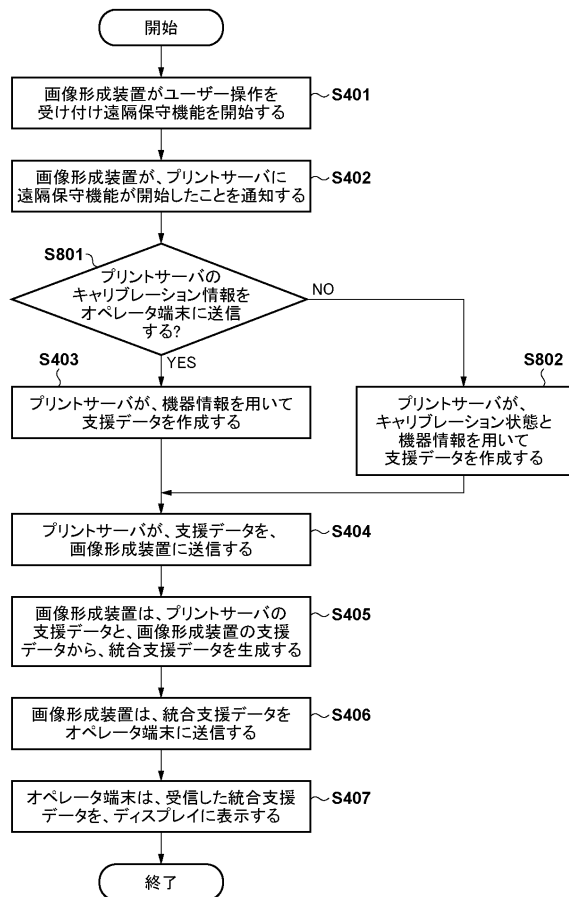 開始
画像形成装置がユーザー操作を
受け付け遠隔保守機能を開始する
S401
画像形成装置が、プリントサーバに
遠隔保守機能が開始したことを通知する
S402
S801
プリントサーバの
キャリブレーション情報を
オペレータ端末に送信
する?
NO
YES
S403
プリントサーバが、機器情報を用いて
支援データを作成する
S802
プリントサーバが、
キャリブレーション状態と
機器情報を用いて
支援データを作成する
プリントサーバが、支援データを、
画像形成装置に送信する
S404
画像形成装置は、プリントサーバの
支援データと、画像形成装置の支援
データから、統合支援データを生成する
S405
画像形成装置は、統合支援データを
オペレータ端末に送信する
S406
オペレータ端末は、受信した統合支援
データを、ディスプレイに表示する
S407
終了